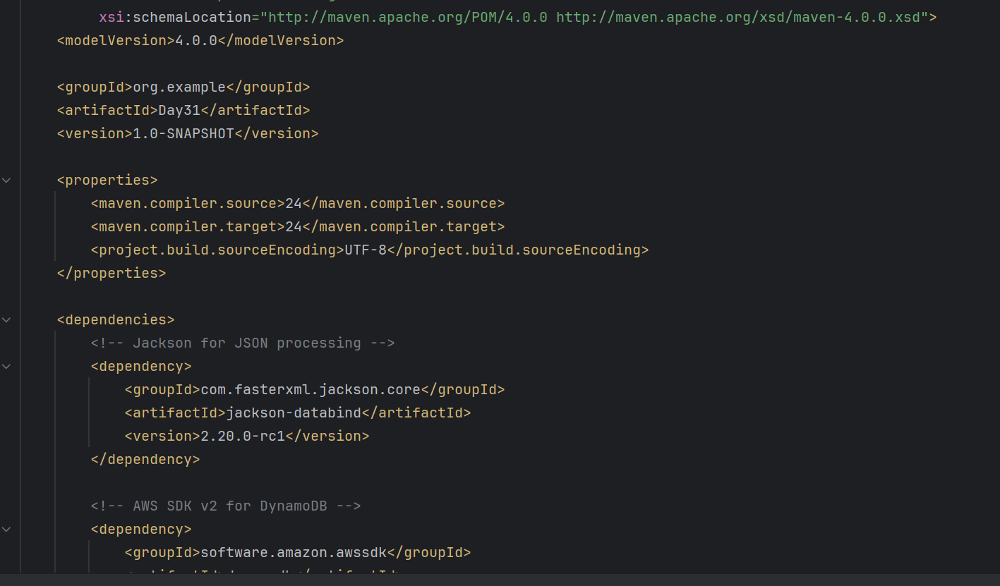 xsi:schemaLocation="http://maven.apache.org/POM/4.0.0 http://maven.apache.org/xsd/maven-4.0.0.xsd">
<modelVersion>4.0.0</modelVersion>
<groupId>org.example</groupId>
<artifactId>Day31</artifactId>
<version>1.0-SNAPSHOT</version>
<properties>
<maven.compiler.source>24</maven.compiler.source>
<maven.compiler.target>24</maven.compiler.target>
<project.build.sourceEncoding>UTF-8</project.build.sourceEncoding>
</properties>
<dependencies>
<!-- Jackson for JSON processing -->
<dependency>
<groupId>com.fasterxml.jackson.core</groupId>
<artifactId>jackson-databind</artifactId>
<version>2.20.0-rc1</version>
</dependency>
<!-- AWS SDK v2 for DynamoDB -->
<dependency>
<groupId>software.amazon.awssdk</groupId>